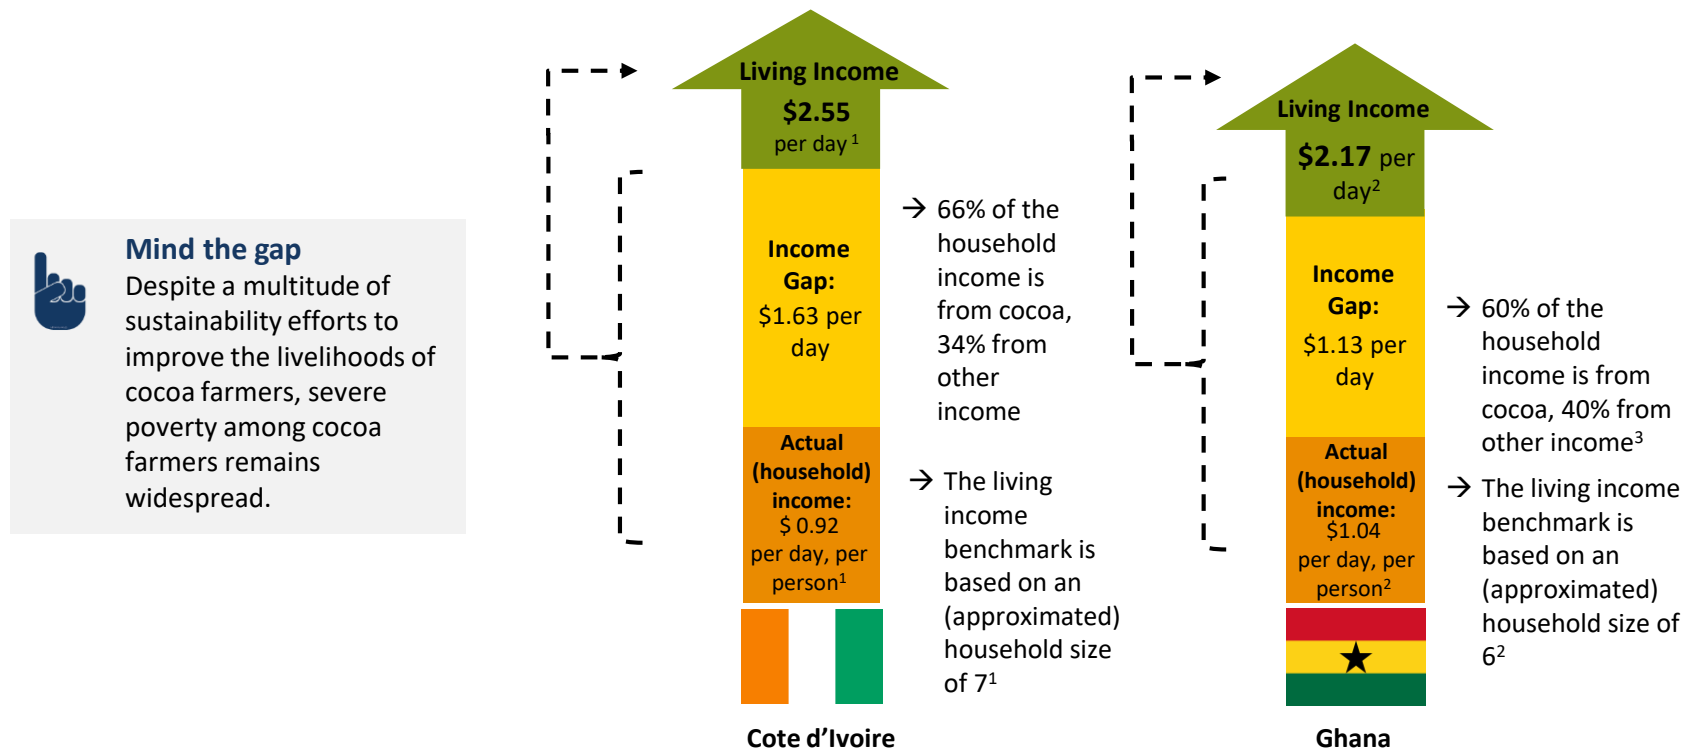 Mind the gap
Despite a multitude of
sustainability efforts to
improve the livelihoods of
cocoa farmers, severe
poverty among cocoa
farmers remains
widespread.
Living Income
$2.55
per day ¹
Income
Gap:
$1.63 per
day
Actual
(household)
income:
$ 0.92
per day, per
person¹
Cote d’Ivoire
→ 66% of the
household
income is
from cocoa,
34% from
other
income
→ The living
income
benchmark is
based on an
(approximated)
household size
of 7¹
Living Income
$2.17 per
day²
Income
Gap:
$1.13 per
day
Actual
(household)
income:
$1.04
per day, per
person²
Ghana
→ 60% of the
household
income is from
cocoa, 40% from
other income³
→ The living income
benchmark is
based on an
(approximated)
household size of
6²